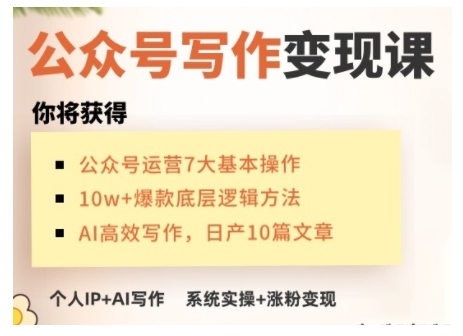 公众号写作变现课
你将获得
▪ 公众号运营7大基本操作
▪ 10w+爆款底层逻辑方法
▪ AI高效写作，日产10篇文章
个人IP+AI写作 系统实操+涨粉变现